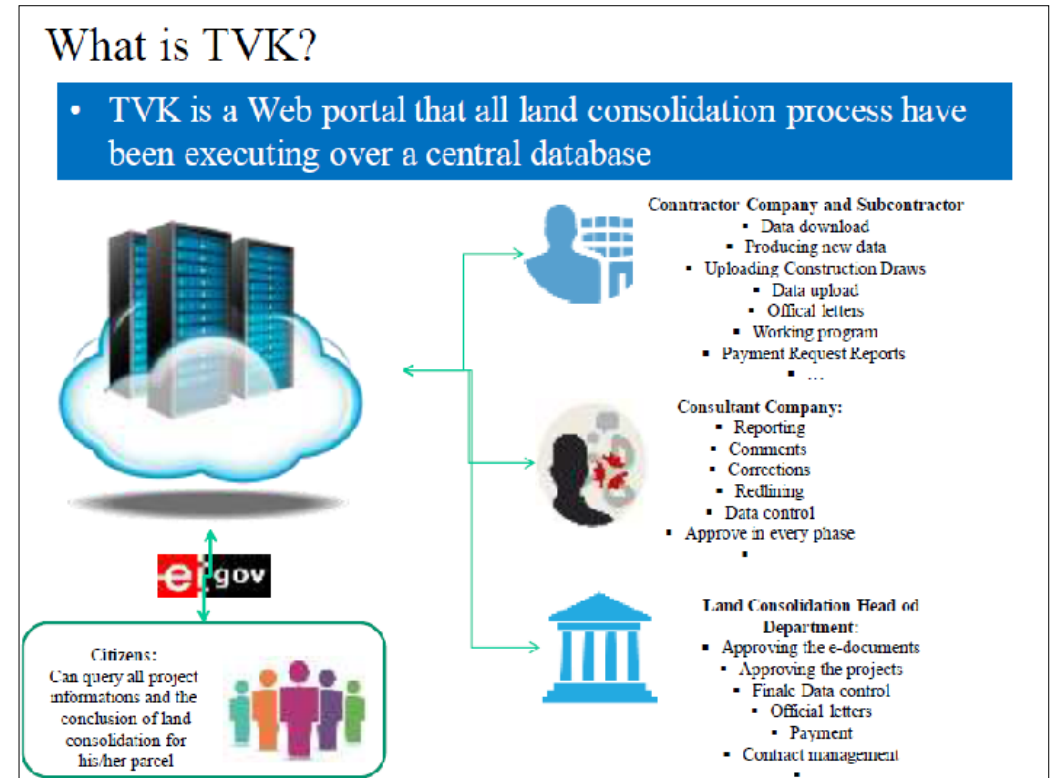 What is TVK?
• TVK is a Web portal that all land consolidation process have
been executing over a central database
Conntractor Company and Subcontractor
▪ Data download
▪ Producing new data
▪ Uploading Construction Draws
▪ Data upload
▪ Offical letters
▪ Working program
▪ Payment Request Reports
▪ …
Consultant Company:
▪ Reporting
▪ Comments
▪ Corrections
▪ Redlining
▪ Data control
▪ Approve in every phase
▪
gov
Citizens:
Can query all project
informations and the
conclusion of land
consolidation for
his/her parcel
Land Consolidation Head od
Department:
▪ Approving the e-documents
▪ Approving the projects
▪ Finalc Data control
▪ Official letters
▪ Payment
▪ Contract management